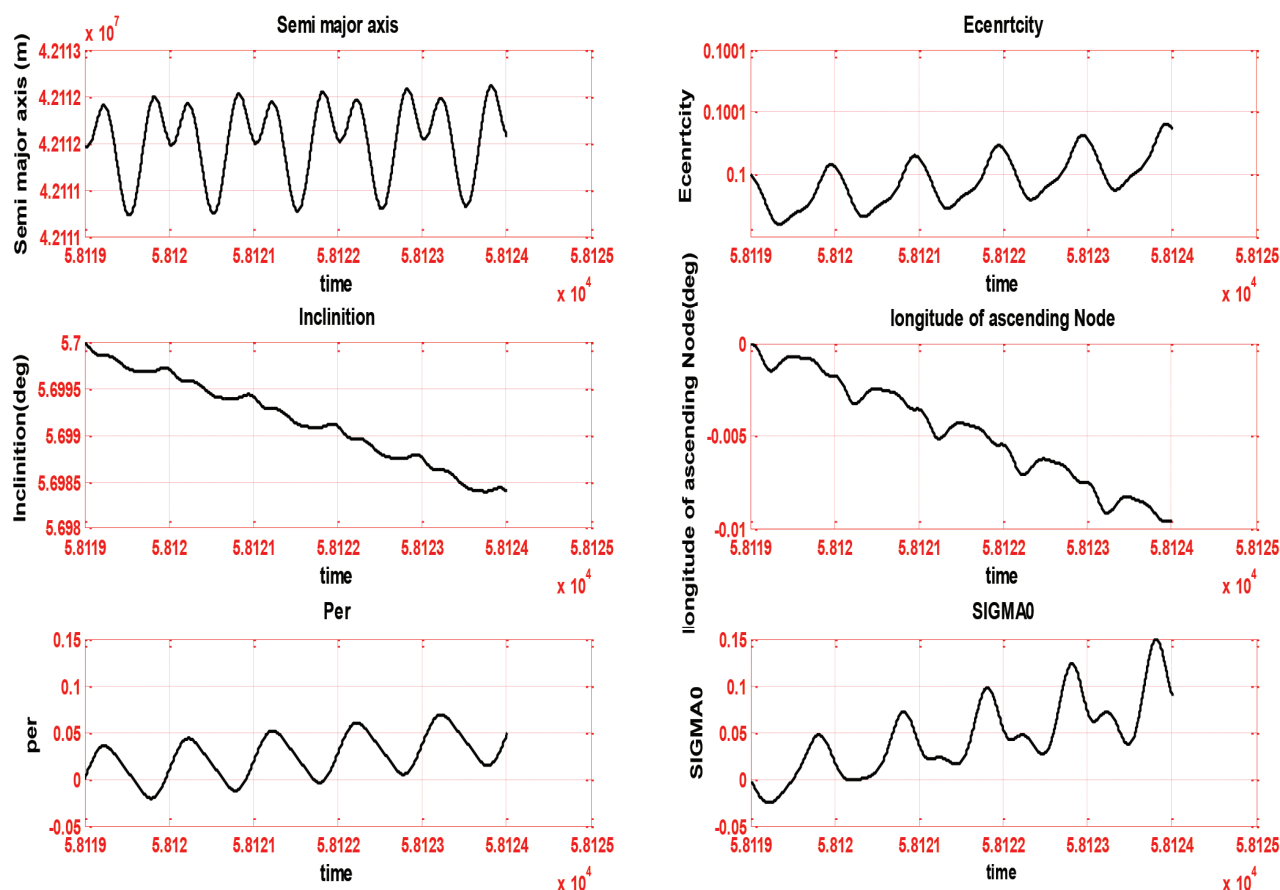 Semi major axis
x 10^7
4.2113
4.2112
4.2112
4.2111
4.2111
Semi major axis (m)
5.8119 5.812 5.8121 5.8122 5.8123 5.8124 5.8125
time
x 10^4
Ecenrtcity
0.1001
0.1001
0.1
Ecenrtcity
5.8119 5.812 5.8121 5.8122 5.8123 5.8124 5.8125
time
x 10^4
Inclinition
5.7
5.6995
5.699
5.6985
5.698
Inclinition(deg)
5.8119 5.812 5.8121 5.8122 5.8123 5.8124 5.8125
time
x 10^4
longitude of ascending Node
0
-0.005
-0.01
longitude of ascending Node(deg)
5.8119 5.812 5.8121 5.8122 5.8123 5.8124 5.8125
time
x 10^4
Per
0.15
0.1
0.05
0
-0.05
per
5.8119 5.812 5.8121 5.8122 5.8123 5.8124 5.8125
time
x 10^4
SIGMA0
0.15
0.1
0.05
0
-0.05
SIGMA0
5.8119 5.812 5.8121 5.8122 5.8123 5.8124 5.8125
time
x 10^4